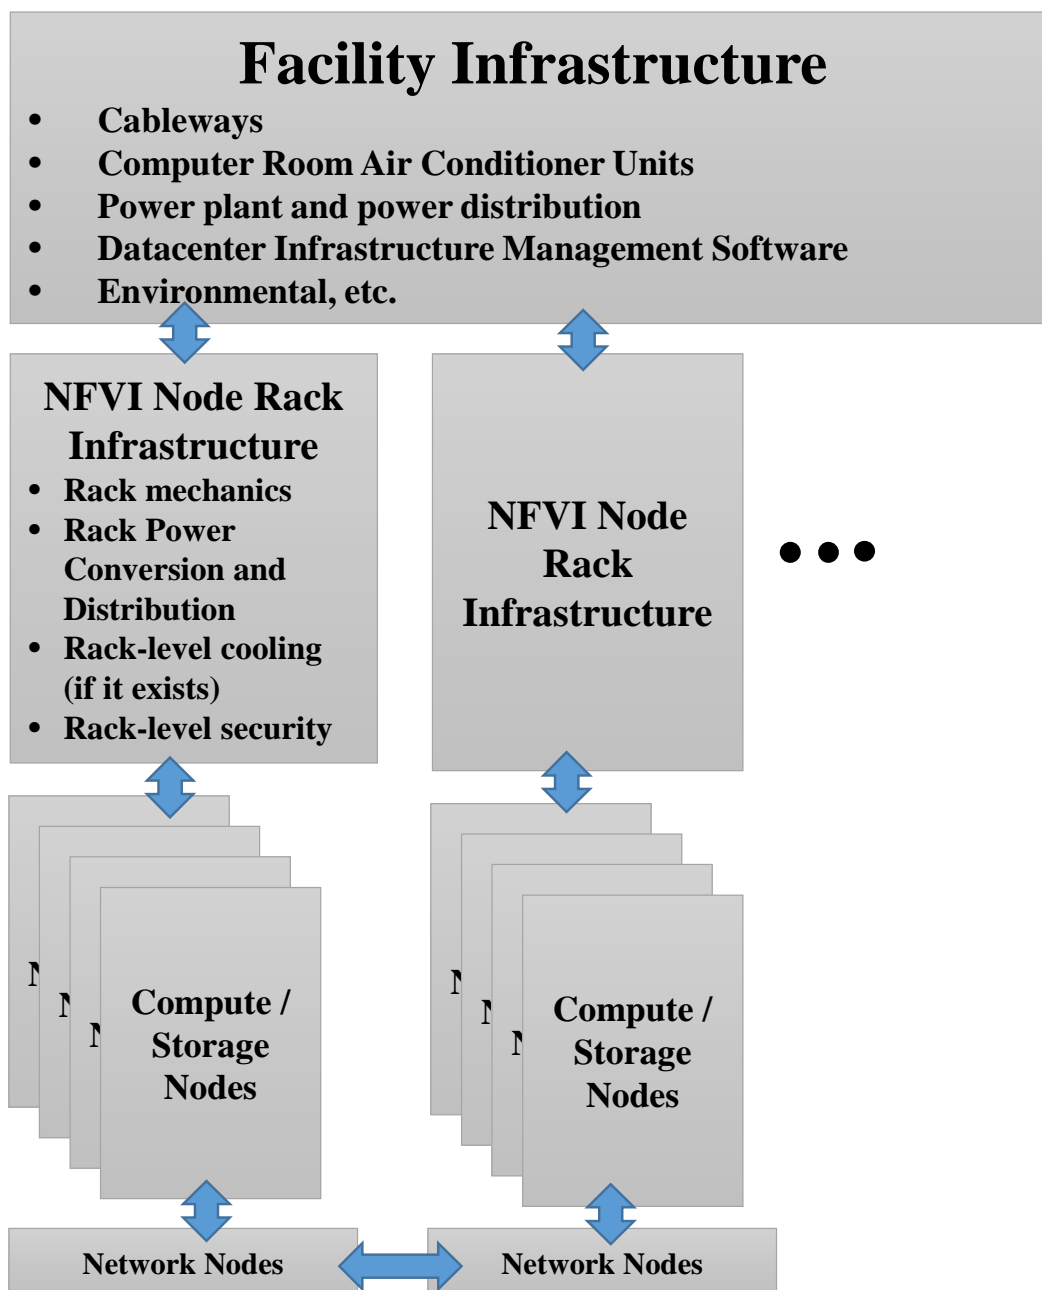 Facility Infrastructure
• Cableways
• Computer Room Air Conditioner Units
• Power plant and power distribution
• Datacenter Infrastructure Management Software
• Environmental, etc.
NFVI Node Rack
Infrastructure
• Rack mechanics
• Rack Power
Conversion and
Distribution
• Rack-level cooling
(if it exists)
• Rack-level security
NFVI Node
Rack
Infrastructure
•••
N
N
N
Compute /
Storage
Nodes
N
N
N
Compute /
Storage
Nodes
Network Nodes
Network Nodes